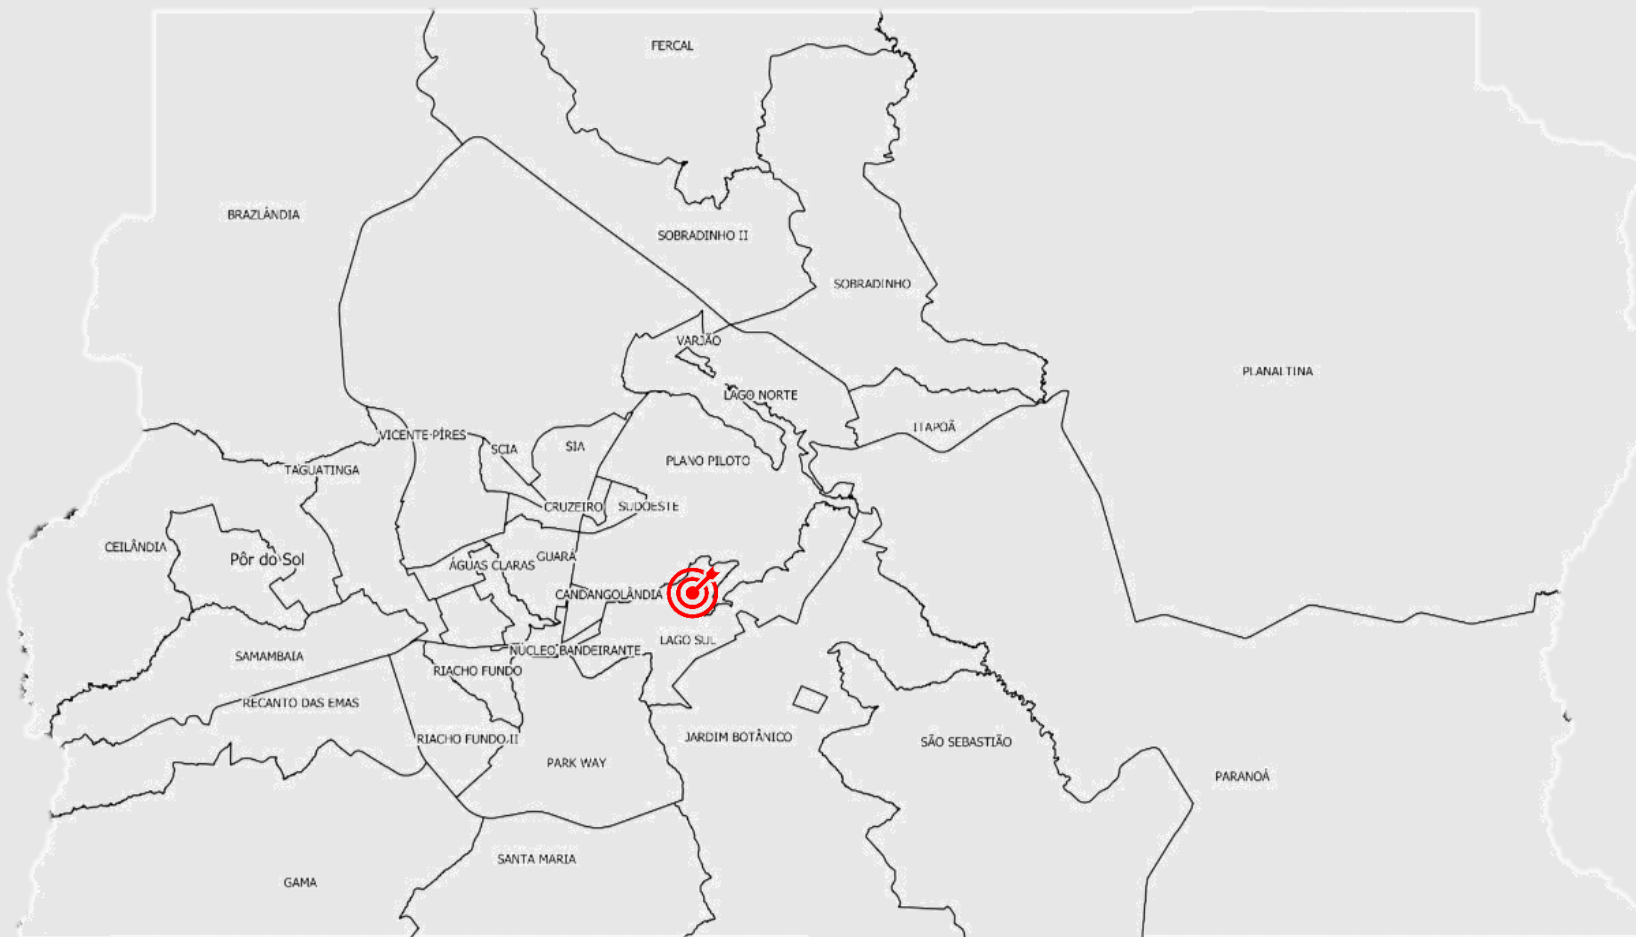 FERCAL
BRAZLÂNDIA
SOBRADINHO II
SOBRADINHO
VARJÃO
PLANALTINA
LAGO NORTE
ITAPOÃ
VICENTE PIRES
SCIA
SIA
PLANO PILOTO
TAGUATINGA
CRUZEIRO
SUDOESTE
CEILÂNDIA
Pôr do Sol
ÁGUAS CLARAS
GUARÁ
CANDANGOLÂNDIA
LAGO SUL
NÚCLEO BANDEIRANTE
SAMAMBAIA
RIACHO FUNDO
RECANTO DAS EMAS
RIACHO FUNDO II
JARDIM BOTÂNICO
SÃO SEBASTIÃO
PARK WAY
PARANOÁ
SANTA MARIA
GAMA